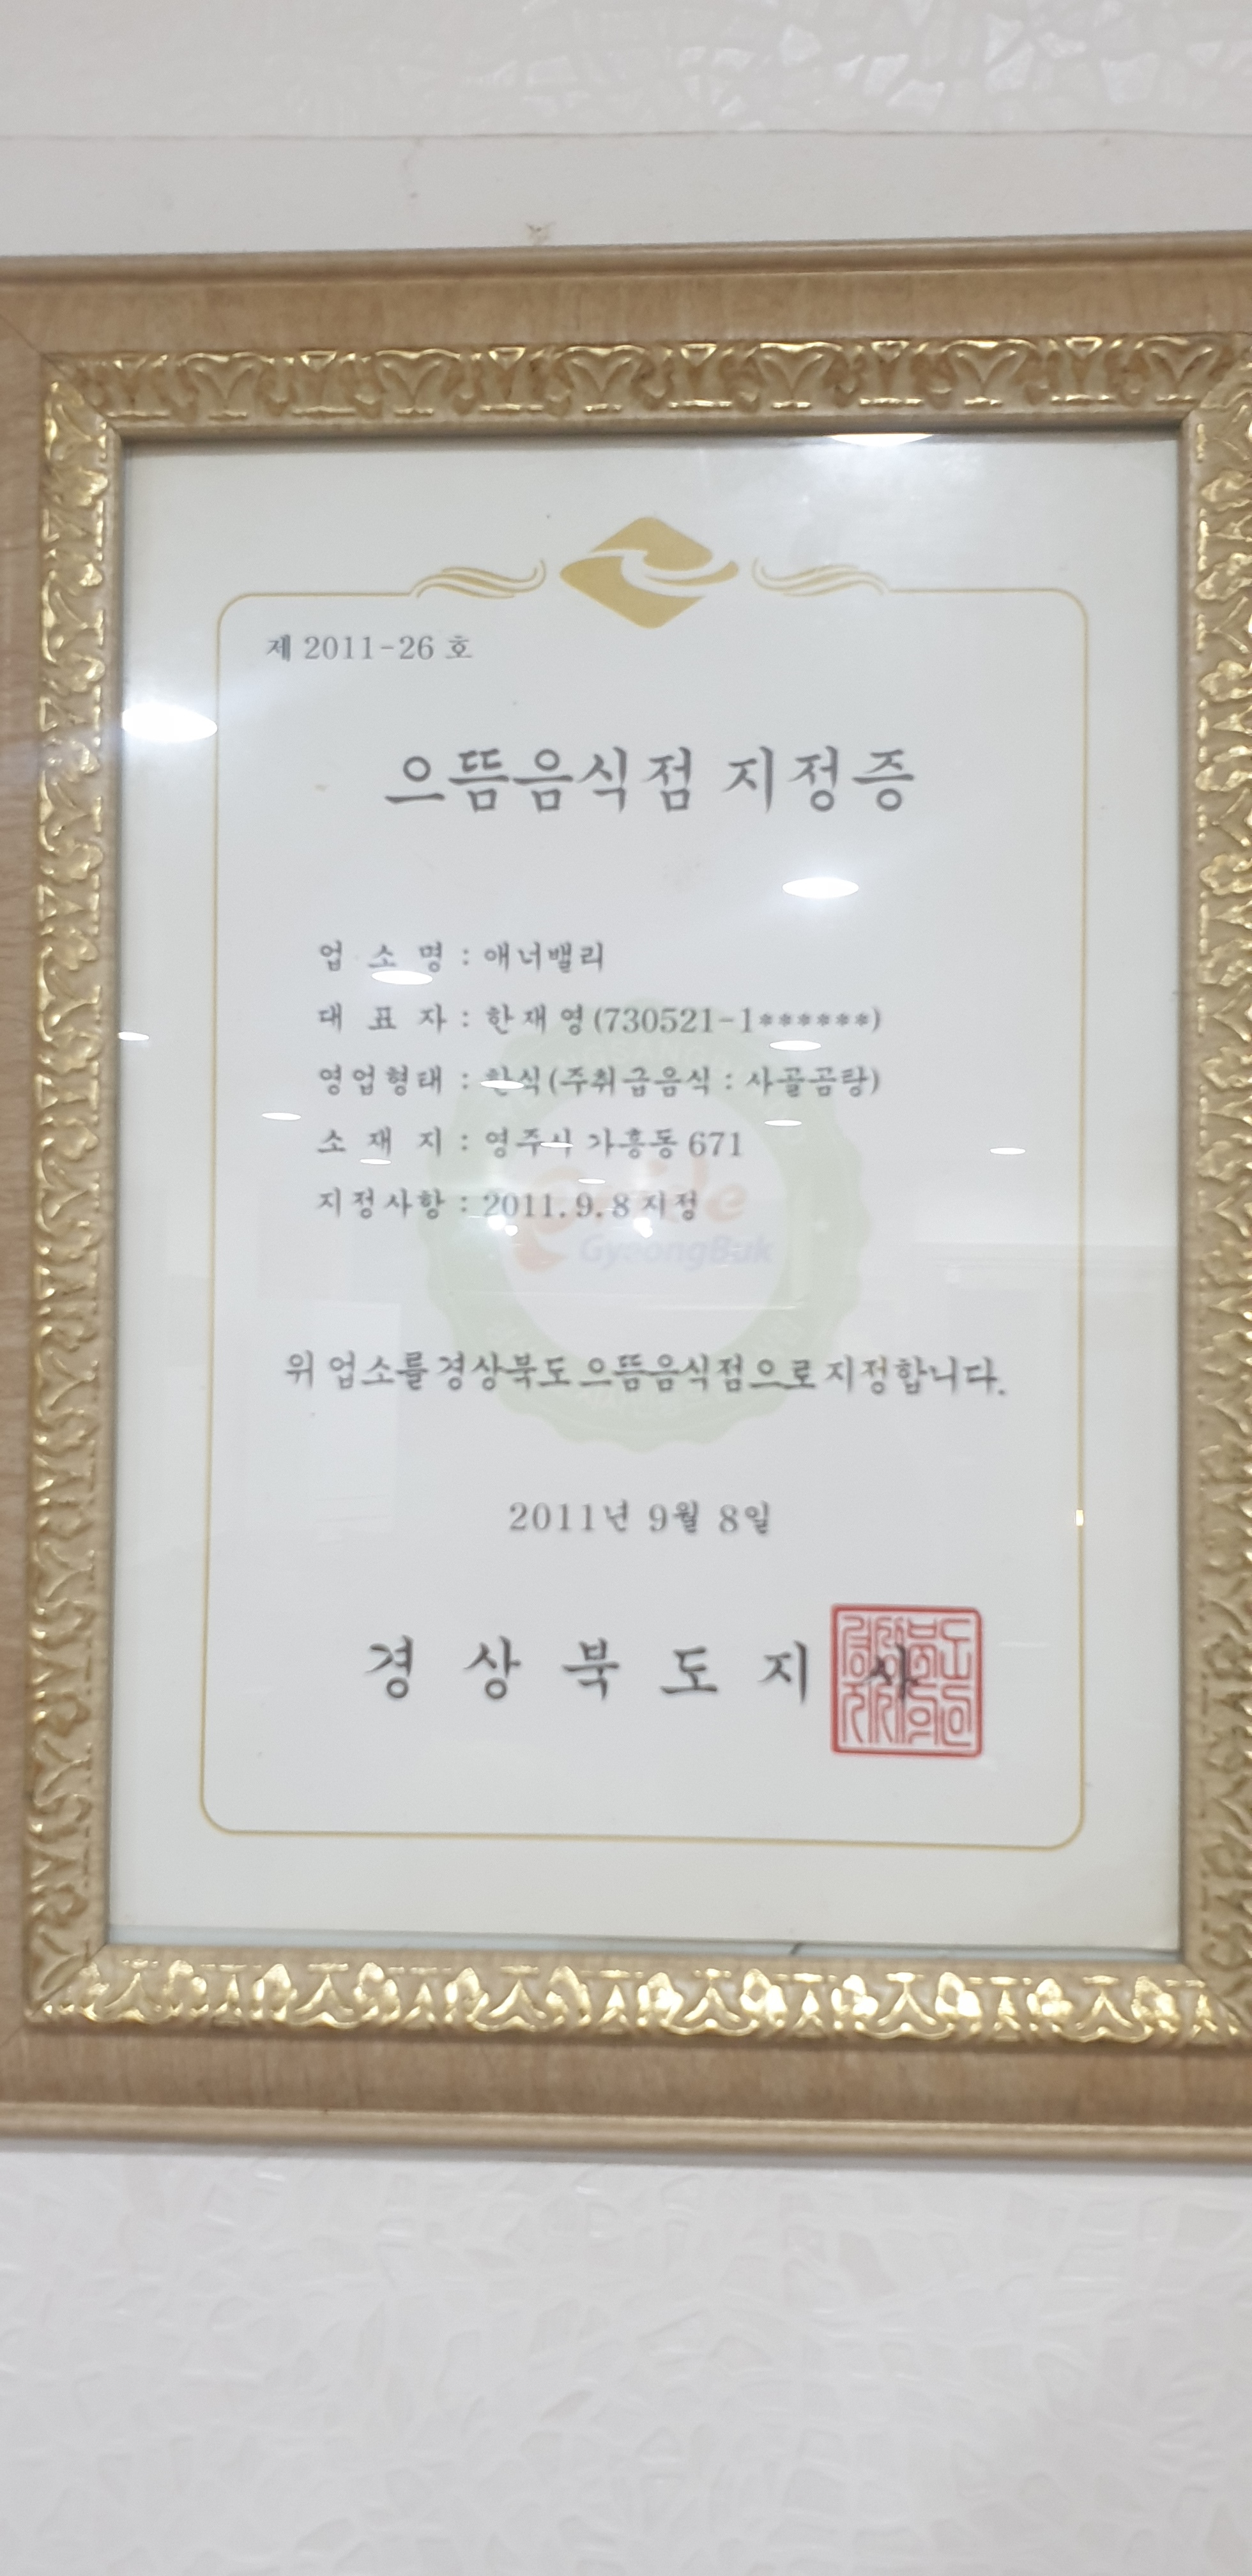 제 2011-26 호
으뜸음식점 지정증
업 소 명 : 애너밸리
대 표 자 : 한재영(730521-1******)
영업형태 : 한식(주취급음식 : 사골곰탕)
소 재 지 : 영주시 가흥동 671
지정사항 : 2011. 9. 8 지정
Pride
GyeongBuk
위 업소를 경상북도 으뜸음식점으로 지정합니다.
2011년 9월 8일
경 상 북 도 지 사